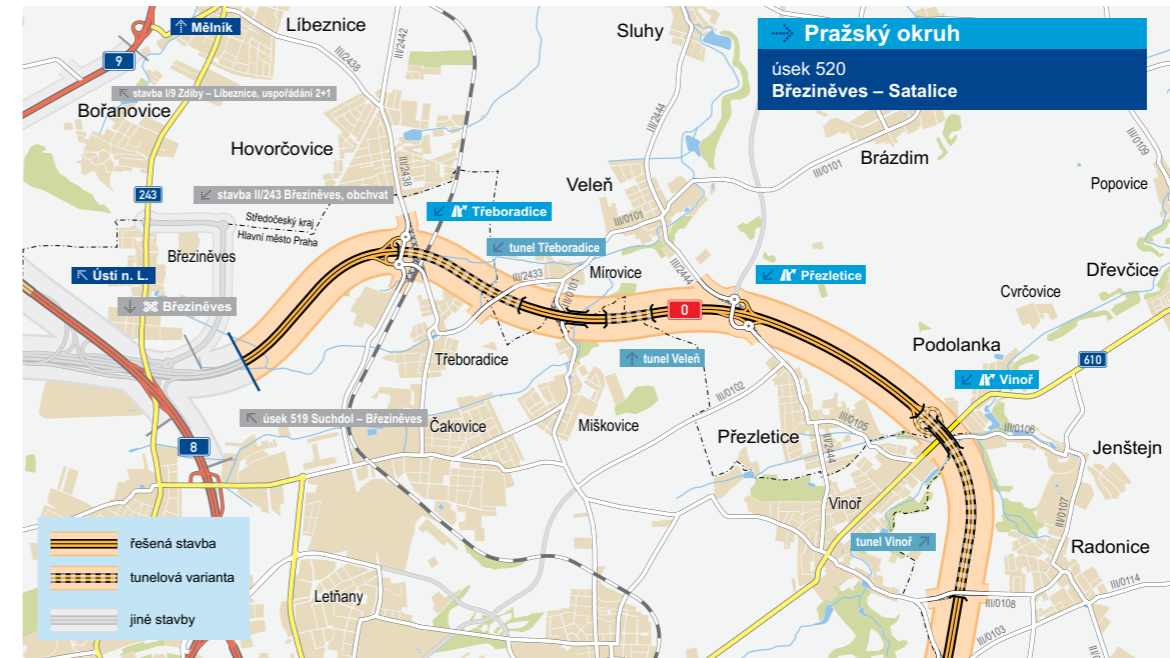 Pražský okruh
úsek 520
Březiněves – Satalice
Mělník
Líbeznice
Sluhy
9
III/2438
II/2442
stavba I/9 Zdiby – Líbeznice, uspořádání 2+1
Bořanovice
III/2444
III/0109
Hovorčovice
III/2438
III/0101
Brázdim
Veleň
Popovice
243
stavba II/243 Březiněves, obchvat
Středočeský kraj
Hlavní město Praha
Třeboradice
III/0101
tunel Třeboradice
Březiněves
III/2433
Mirovice
III/2444
Přezletice
Dřevčice
Ústí n. L.
Cvrčovice
Březiněves
0
Podolanka
Třeboradice
tunel Veleň
610
III/0102
Vinoř
úsek 519 Suchdol – Březiněves
Čakovice
Miškovice
Přezletice
III/0105
III/0106
8
III/2444
Jenštejn
Vinoř
III/0107
tunel Vinoř
Radonice
řešená stavba
tunelová varianta
jiné stavby
Letňany
III/0114
III/0108
III/0103